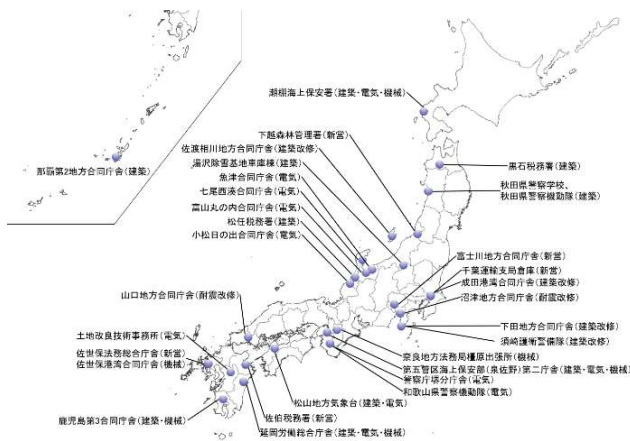 瀬棚海上保安署(建築・電気・機械)
下越森林管理署(新営)
佐渡相川地方合同庁舎(建築改修)
湯沢除雪基地車庫棟(建築)
魚津合同庁舎(電気)
七尾西湊合同庁舎(電気)
富山丸の内合同庁舎(電気)
松任税務署(建築)
小松日の出合同庁舎(電気)
那覇第2地方合同庁舎(建築)
黒石税務署(建築)
秋田県警察学校、
秋田県警察機動隊(建築)
富士川地方合同庁舎(新営)
千葉運輸支局倉庫(新営)
成田港湾合同庁舎(建築改修)
沼津地方合同庁舎(耐震改修)
下田地方合同庁舎(建築改修)
須崎護衛警備隊(建築改修)
山口地方合同庁舎(耐震改修)
土地改良技術事務所(電気)
佐世保法務総合庁舎(新営)
佐世保港湾合同庁舎(機械)
鹿児島第3合同庁舎(建築・機械)
奈良地方法務局橿原出張所(機械)
第五管区海上保安部(泉佐野)第二庁舎(建築・電気・機械)
警察庁堺分庁舎(電気)
和歌山県警察機動隊(電気)
松山地方気象台(建築・電気)
佐伯税務署(新営)
延岡労働総合庁舎(建築・電気・機械)